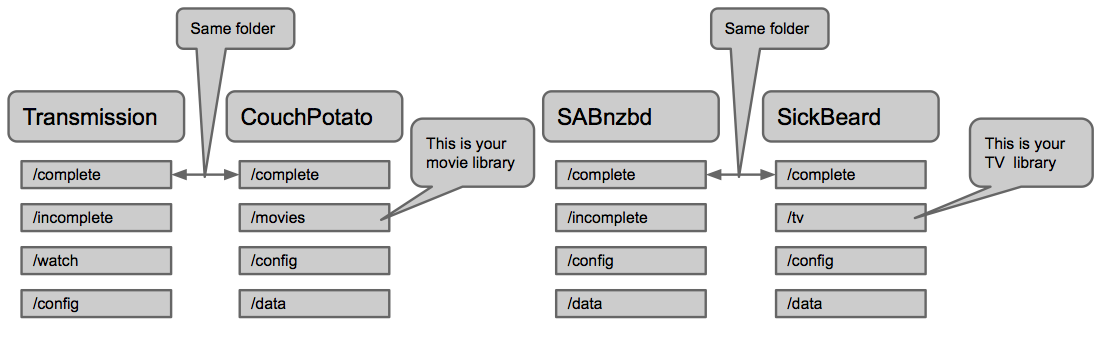 Same folder
Same folder
Transmission
CouchPotato
SABnzbd
SickBeard
This is your
movie library
This is your
TV library
/complete
/complete
/complete
/complete
/incomplete
/movies
/incomplete
/tv
/watch
/config
/config
/config
/config
/data
/data
/data